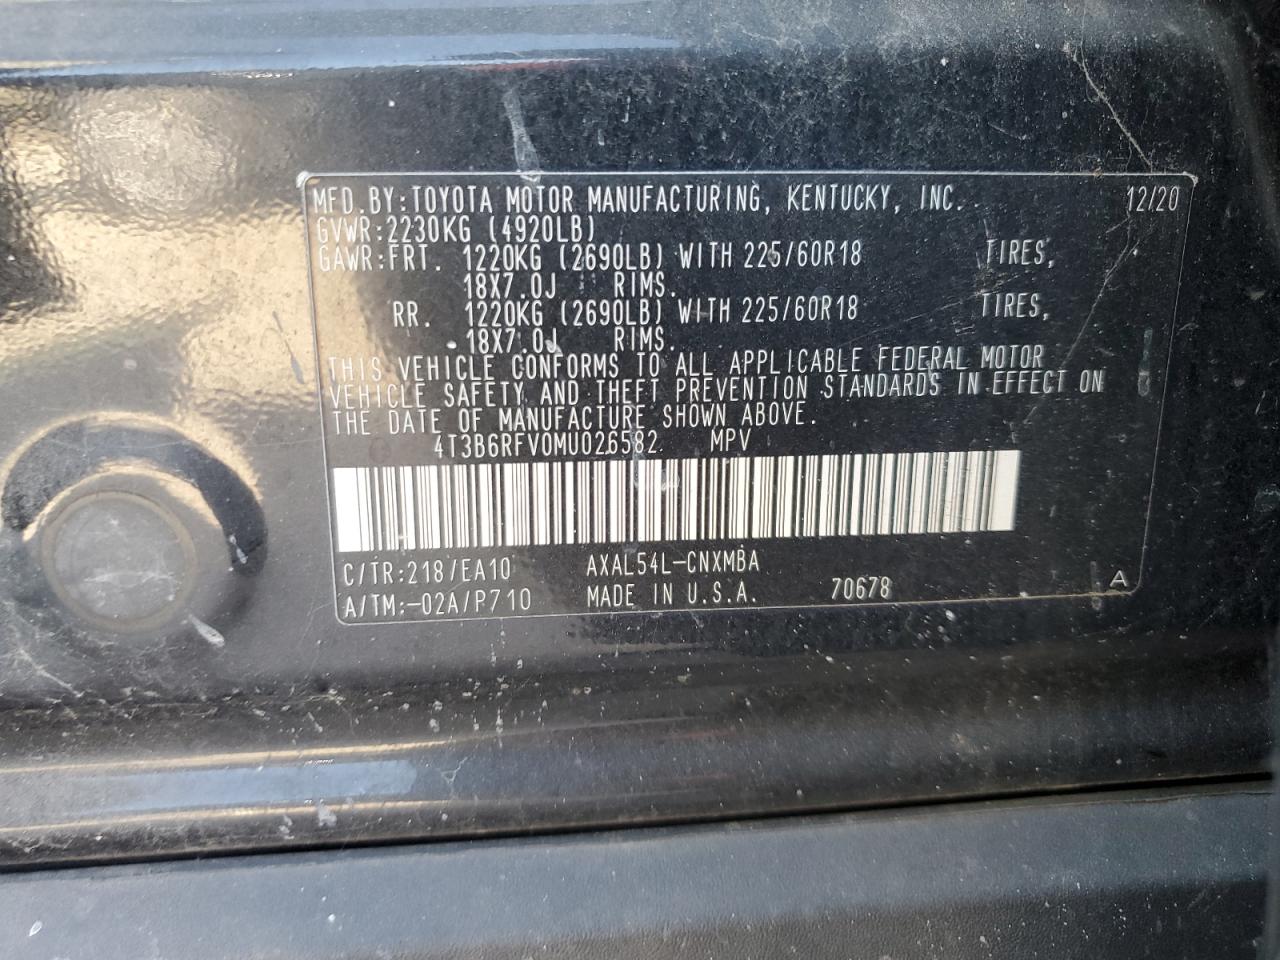 MFD.BY:TOYOTA MOTOR MANUFACTURING, KENTUCKY, INC. 12/20
GVWR:2230KG (4920LB)
GAWR:FRT. 1220KG (2690LB) WITH 225/60R18 TIRES,
18X7.0J RIMS.
RR. 1220KG (2690LB) WITH 225/60R18 TIRES,
18X7.0J RIMS.
THIS VEHICLE CONFORMS TO ALL APPLICABLE FEDERAL MOTOR
VEHICLE SAFETY AND THEFT PREVENTION STANDARDS IN EFFECT ON
THE DATE OF MANUFACTURE SHOWN ABOVE.
4T3B6RFV0MU026582 MPV
C/TR:218/EA10 AXAL54L-CNXMBA
A/TM:-02A/P710 MADE IN U.S.A. 70678 A